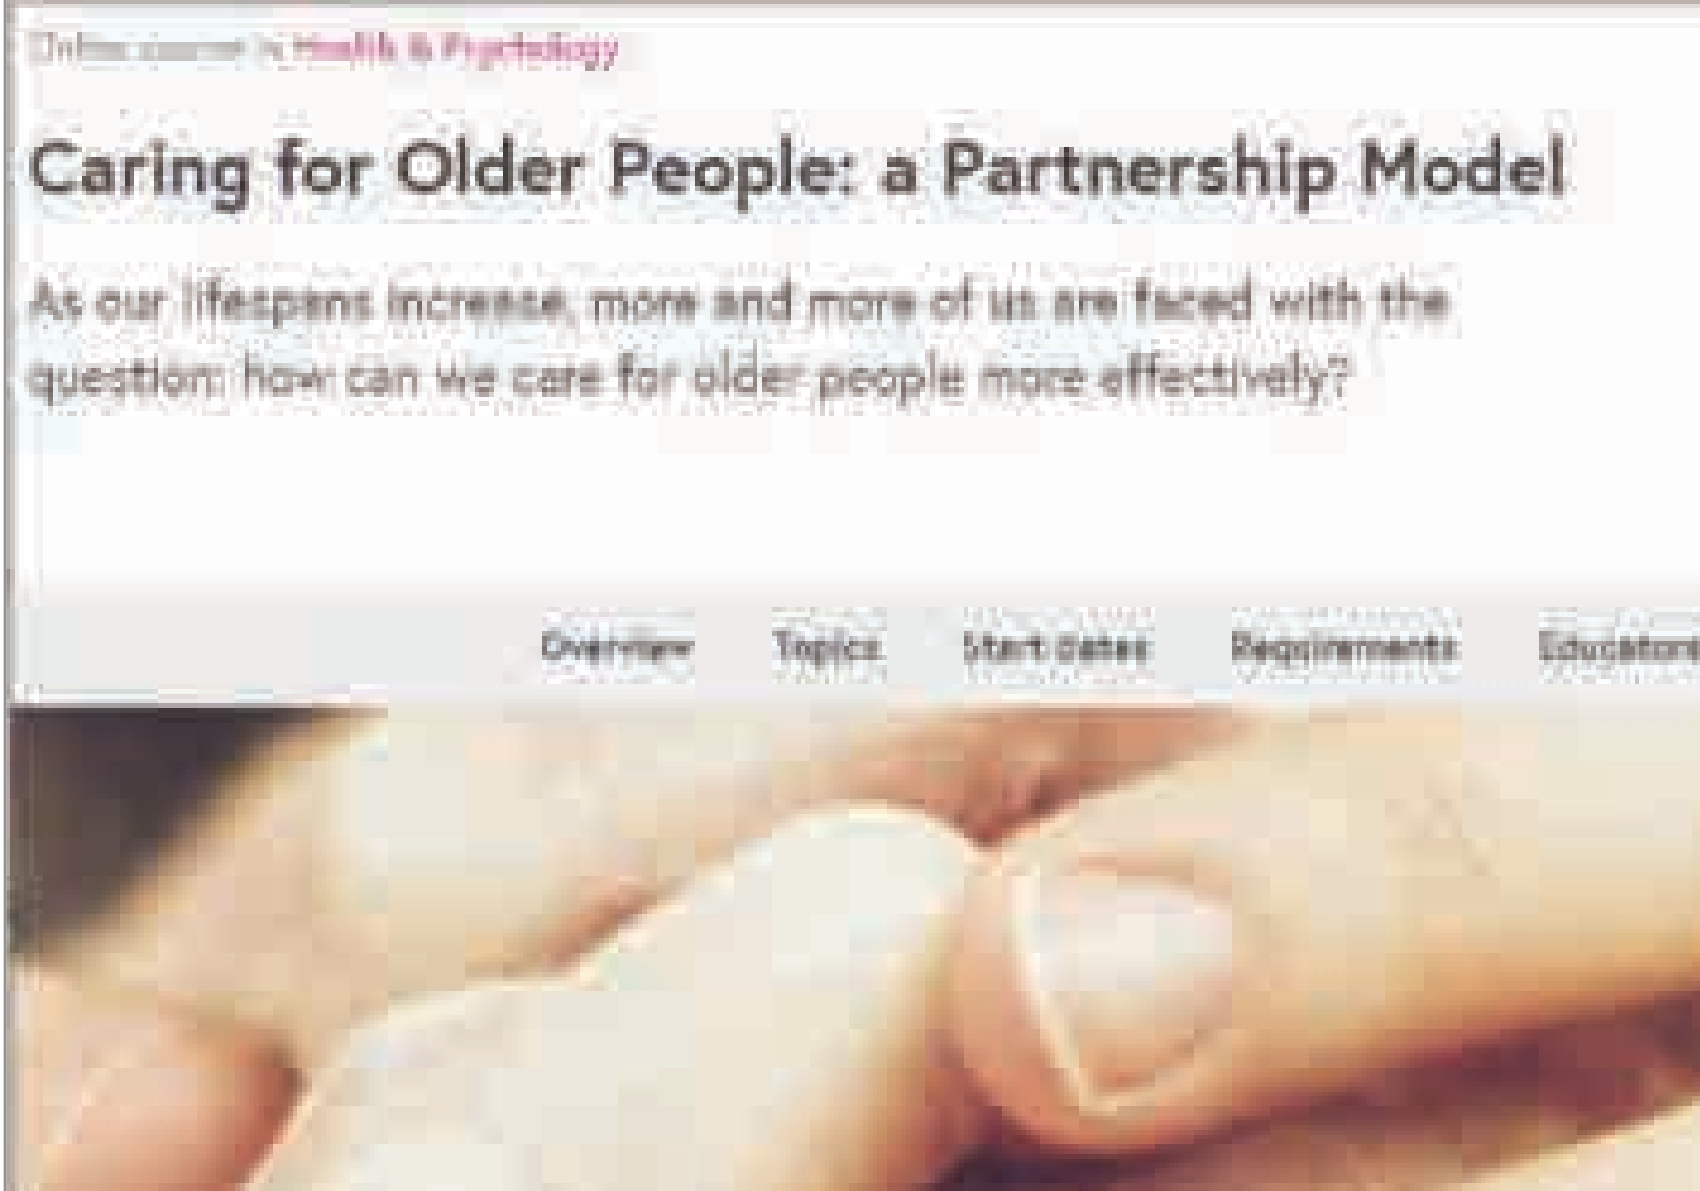 Online course in Health & Psychology
Caring for Older People: a Partnership Model
As our lifespans increase, more and more of us are faced with the
question: how can we care for older people more effectively?
Overview Topics Start dates Requirements Educators